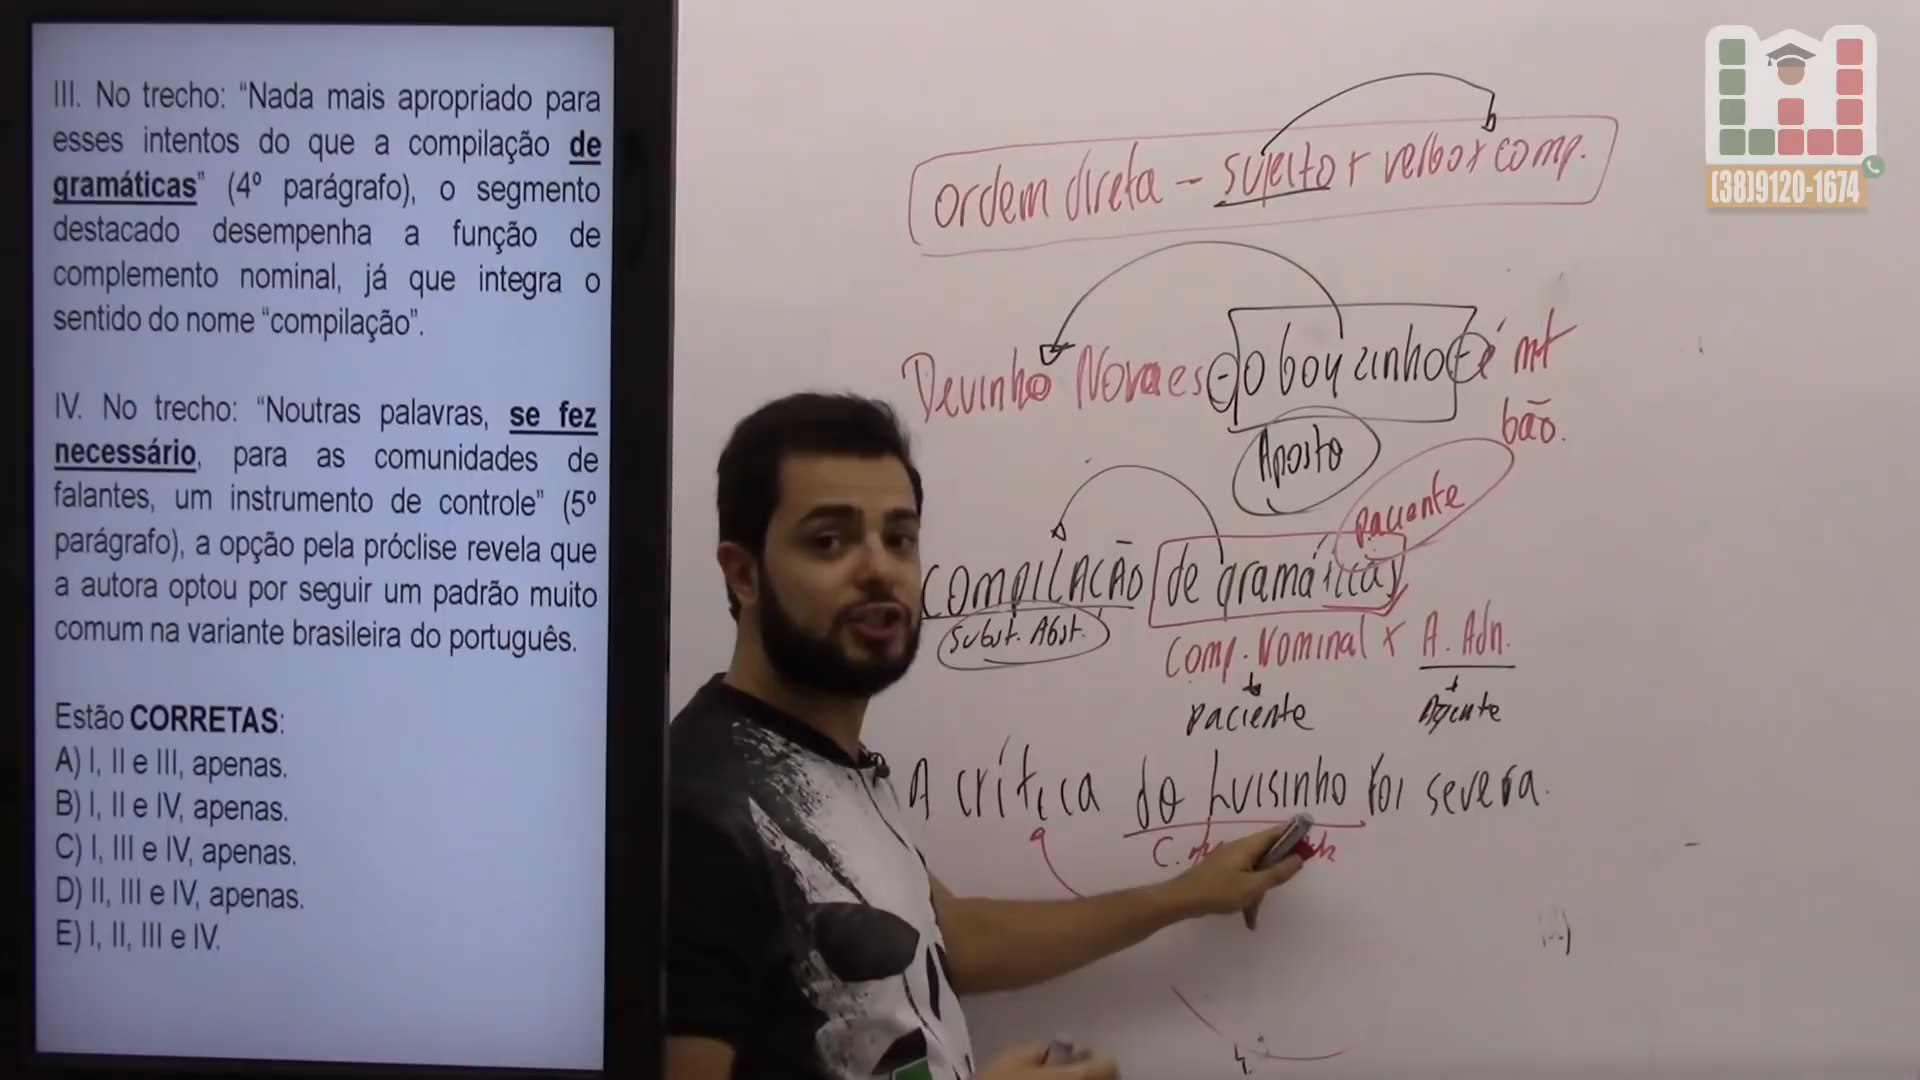 III. No trecho: “Nada mais apropriado para
esses intentos do que a compilação de
gramáticas” (4º parágrafo), o segmento
destacado desempenha a função de
complemento nominal, já que integra o
sentido do nome “compilação”.
IV. No trecho: “Noutras palavras, se fez
necessário, para as comunidades de
falantes, um instrumento de controle” (5º
parágrafo), a opção pela próclise revela que
a autora optou por seguir um padrão muito
comum na variante brasileira do português.
Estão CORRETAS:
A) I, II e III, apenas.
B) I, II e IV, apenas.
C) I, III e IV, apenas.
D) II, III e IV, apenas.
E) I, II, III e IV.
ordem direta - sujeito + verbo + comp.
Devinho Novaes - o boyzinho - é mt
bão.
Aposto
paciente
COMPILAÇÃO de gramáticas
Subst. Abst.
Comp. Nominal x A. Adn.
paciente Agente
A crítica do Luisinho foi severa.
C.
(38)9120-1674